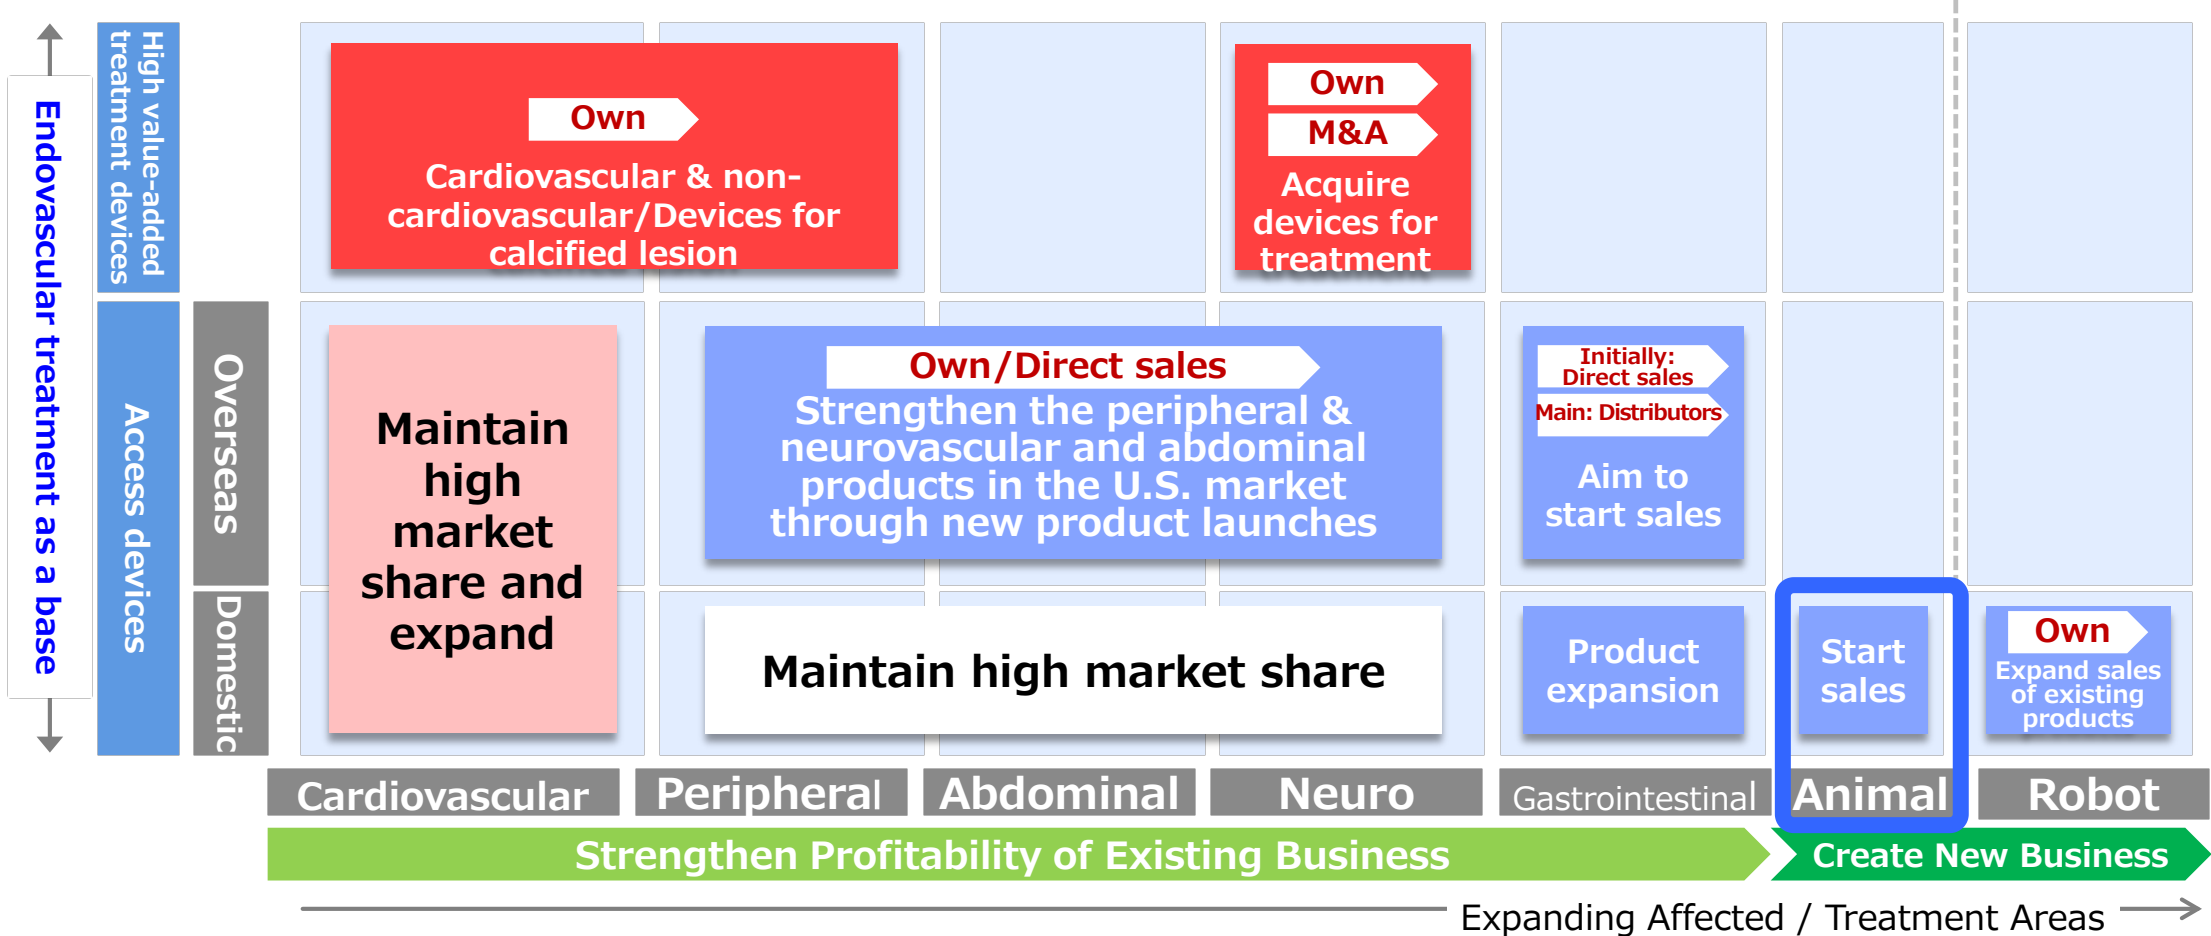 Endovascular treatment as a base
High value-added
treatment devices
Access devices
Overseas
Domestic
Own
Cardiovascular & non-
cardiovascular/Devices for
calcified lesion
Own
M&A
Acquire
devices for
treatment
Maintain
high
market
share and
expand
Own/Direct sales
Strengthen the peripheral &
neurovascular and abdominal
products in the U.S. market
through new product launches
Initially:
Direct sales
Main: Distributors
Aim to
start sales
Maintain high market share
Product
expansion
Start
sales
Own
Expand sales
of existing
products
Cardiovascular
Peripheral
Abdominal
Neuro
Gastrointestinal
Animal
Robot
Strengthen Profitability of Existing Business
Create New Business
Expanding Affected / Treatment Areas